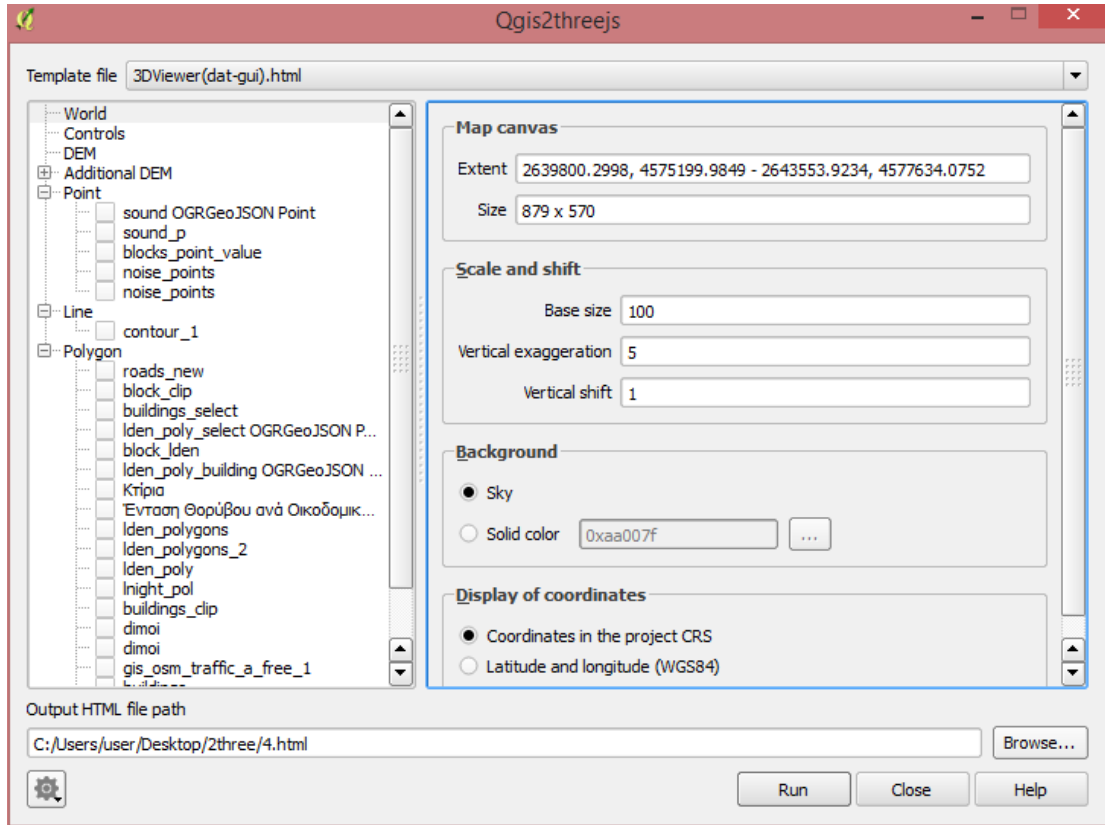 Qgis2threejs
Template file 3DViewer(dat-gui).html
World
Controls
DEM
Additional DEM
Point
sound OGRGeoJSON Point
sound_p
blocks_point_value
noise_points
noise_points
Line
contour_1
Polygon
roads_new
block_clip
buildings_select
lden_poly_select OGRGeoJSON P...
block_lden
lden_poly_building OGRGeoJSON ...
Κτίρια
Ένταση Θορύβου ανά Οικοδομικ...
lden_polygons
lden_polygons_2
lden_poly
lnight_pol
buildings_clip
dimoi
dimoi
gis_osm_traffic_a_free_1
Map canvas
Extent 2639800.2998, 4575199.9849 - 2643553.9234, 4577634.0752
Size 879 x 570
Scale and shift
Base size 100
Vertical exaggeration 5
Vertical shift 1
Background
Sky
Solid color 0xaa007f ...
Display of coordinates
Coordinates in the project CRS
Latitude and longitude (WGS84)
Output HTML file path
C:/Users/user/Desktop/2three/4.html Browse...
Run Close Help